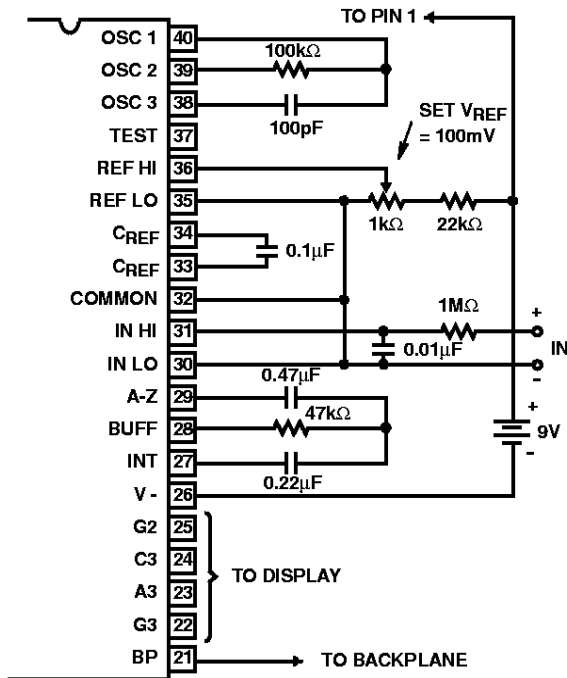 TO PIN 1
OSC 1 40
100kΩ
OSC 2 39
OSC 3 38
100pF
SET VREF
= 100mV
TEST 37
REF HI 36
REF LO 35
1kΩ 22kΩ
CREF 34
0.1µF
CREF 33
COMMON 32
1MΩ
+
IN HI 31
0.01µF
IN
IN LO 30
-
0.47µF
A-Z 29
47kΩ
BUFF 28
+
9V
-
INT 27
0.22µF
V - 26
G2 25
C3 24
TO DISPLAY
A3 23
G3 22
BP 21
TO BACKPLANE